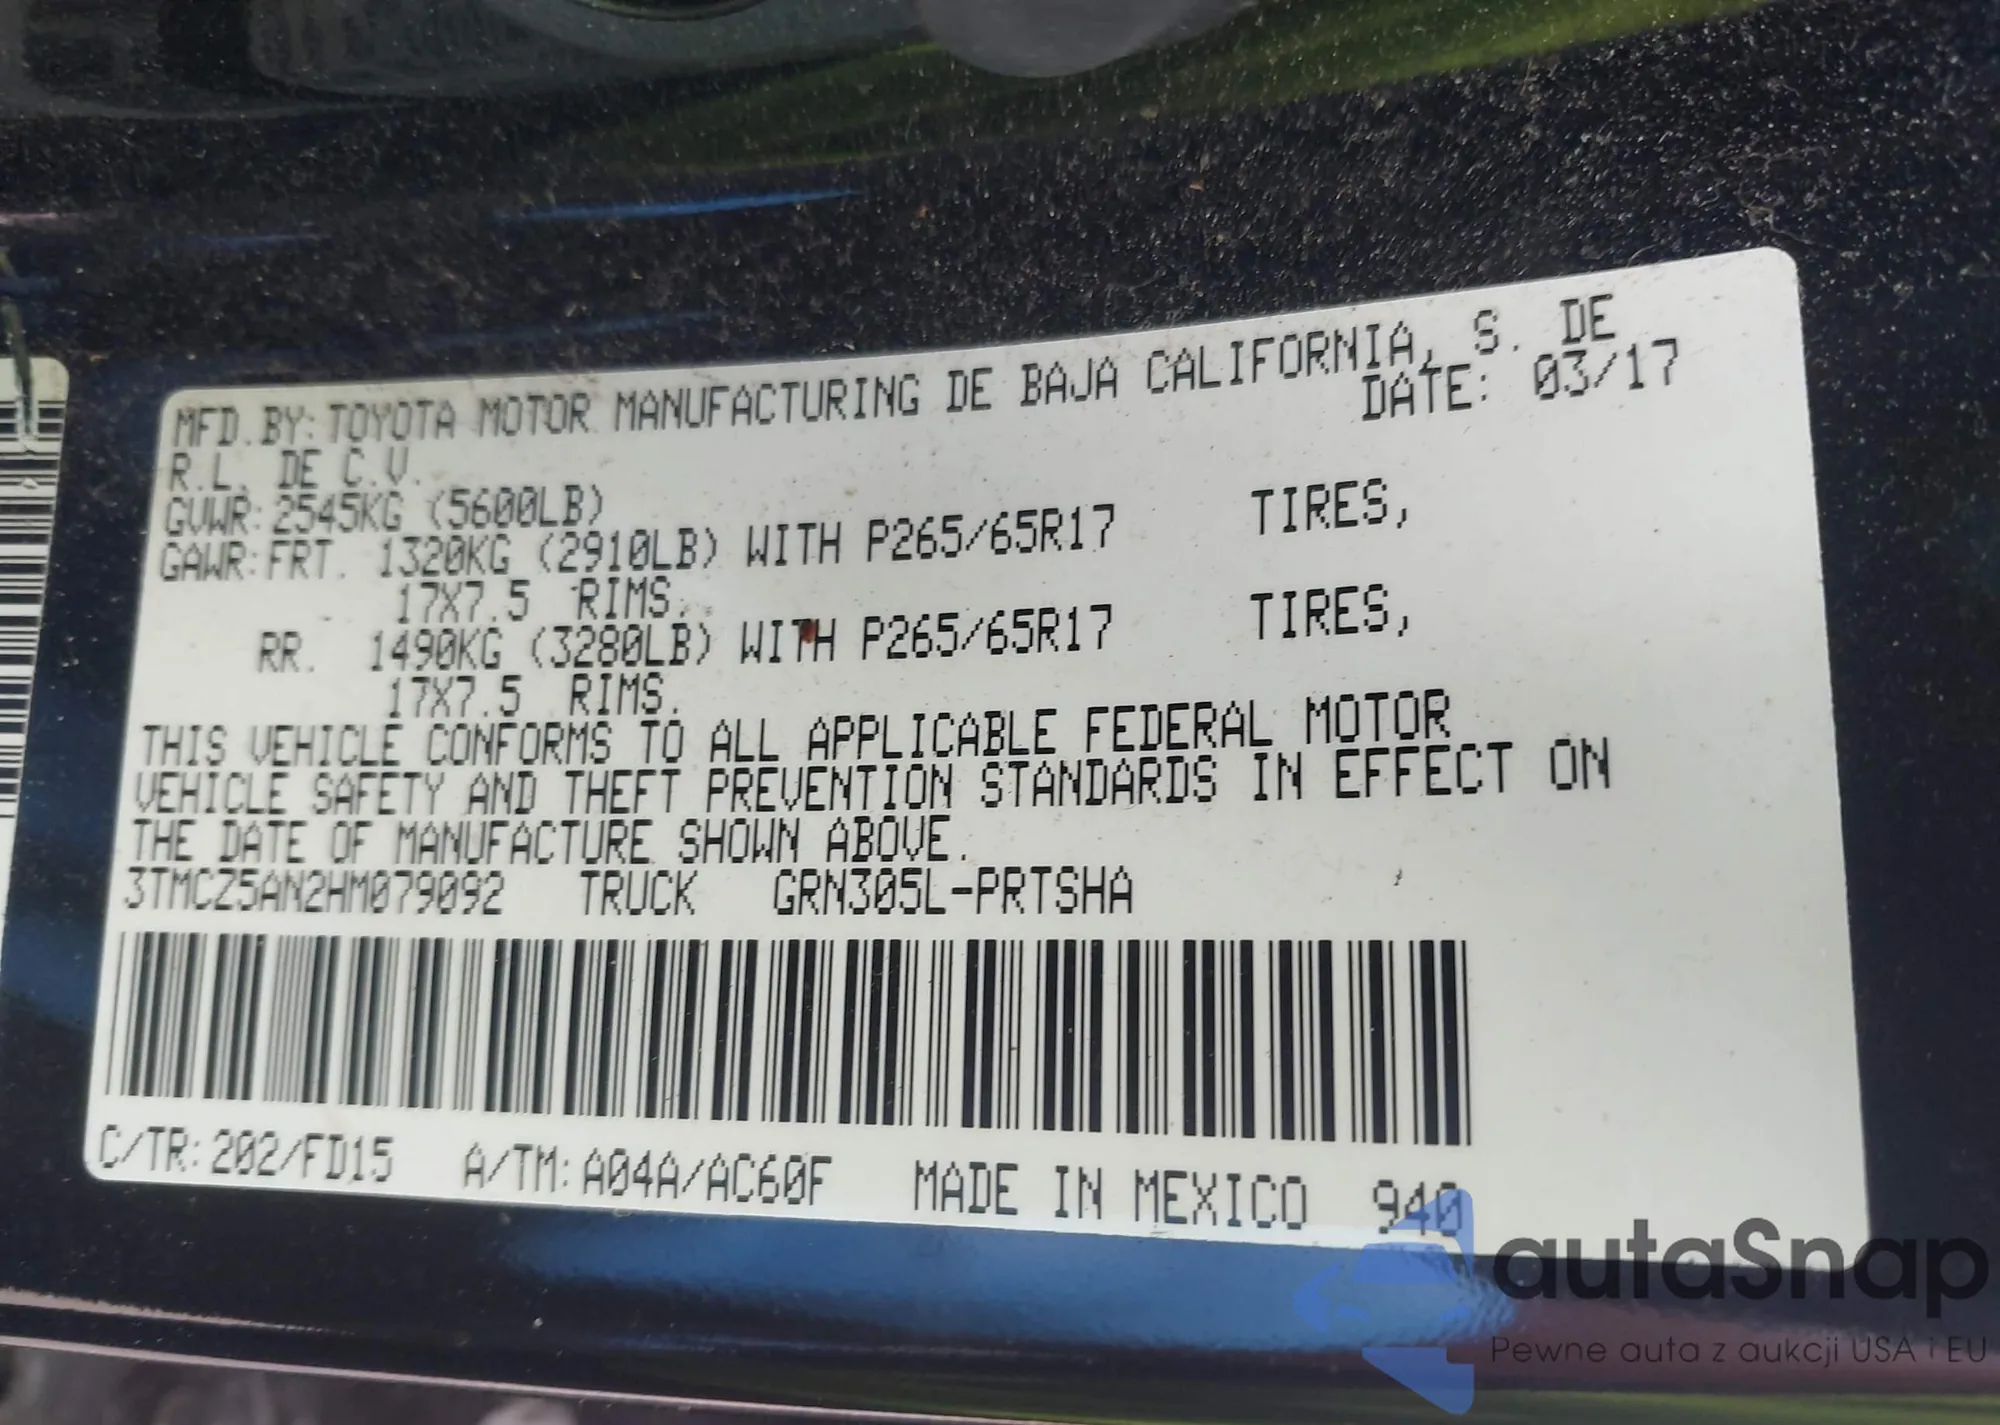 MFD.BY:TOYOTA MOTOR MANUFACTURING DE BAJA CALIFORNIA, S. DE
R.L. DE C.V.
DATE: 03/17
GVWR:2545KG (5600LB)
GAWR:FRT. 1320KG (2910LB) WITH P265/65R17 TIRES,
17X7.5 RIMS.
RR. 1490KG (3280LB) WITH P265/65R17 TIRES,
17X7.5 RIMS.
THIS VEHICLE CONFORMS TO ALL APPLICABLE FEDERAL MOTOR
VEHICLE SAFETY AND THEFT PREVENTION STANDARDS IN EFFECT ON
THE DATE OF MANUFACTURE SHOWN ABOVE.
3TMCZ5AN2HM079092 TRUCK GRN305L-PRTSHA
C/TR:202/FD15 A/TM:A04A/AC60F MADE IN MEXICO 940
autaSnap
Pewne auta z aukcji USA i EU